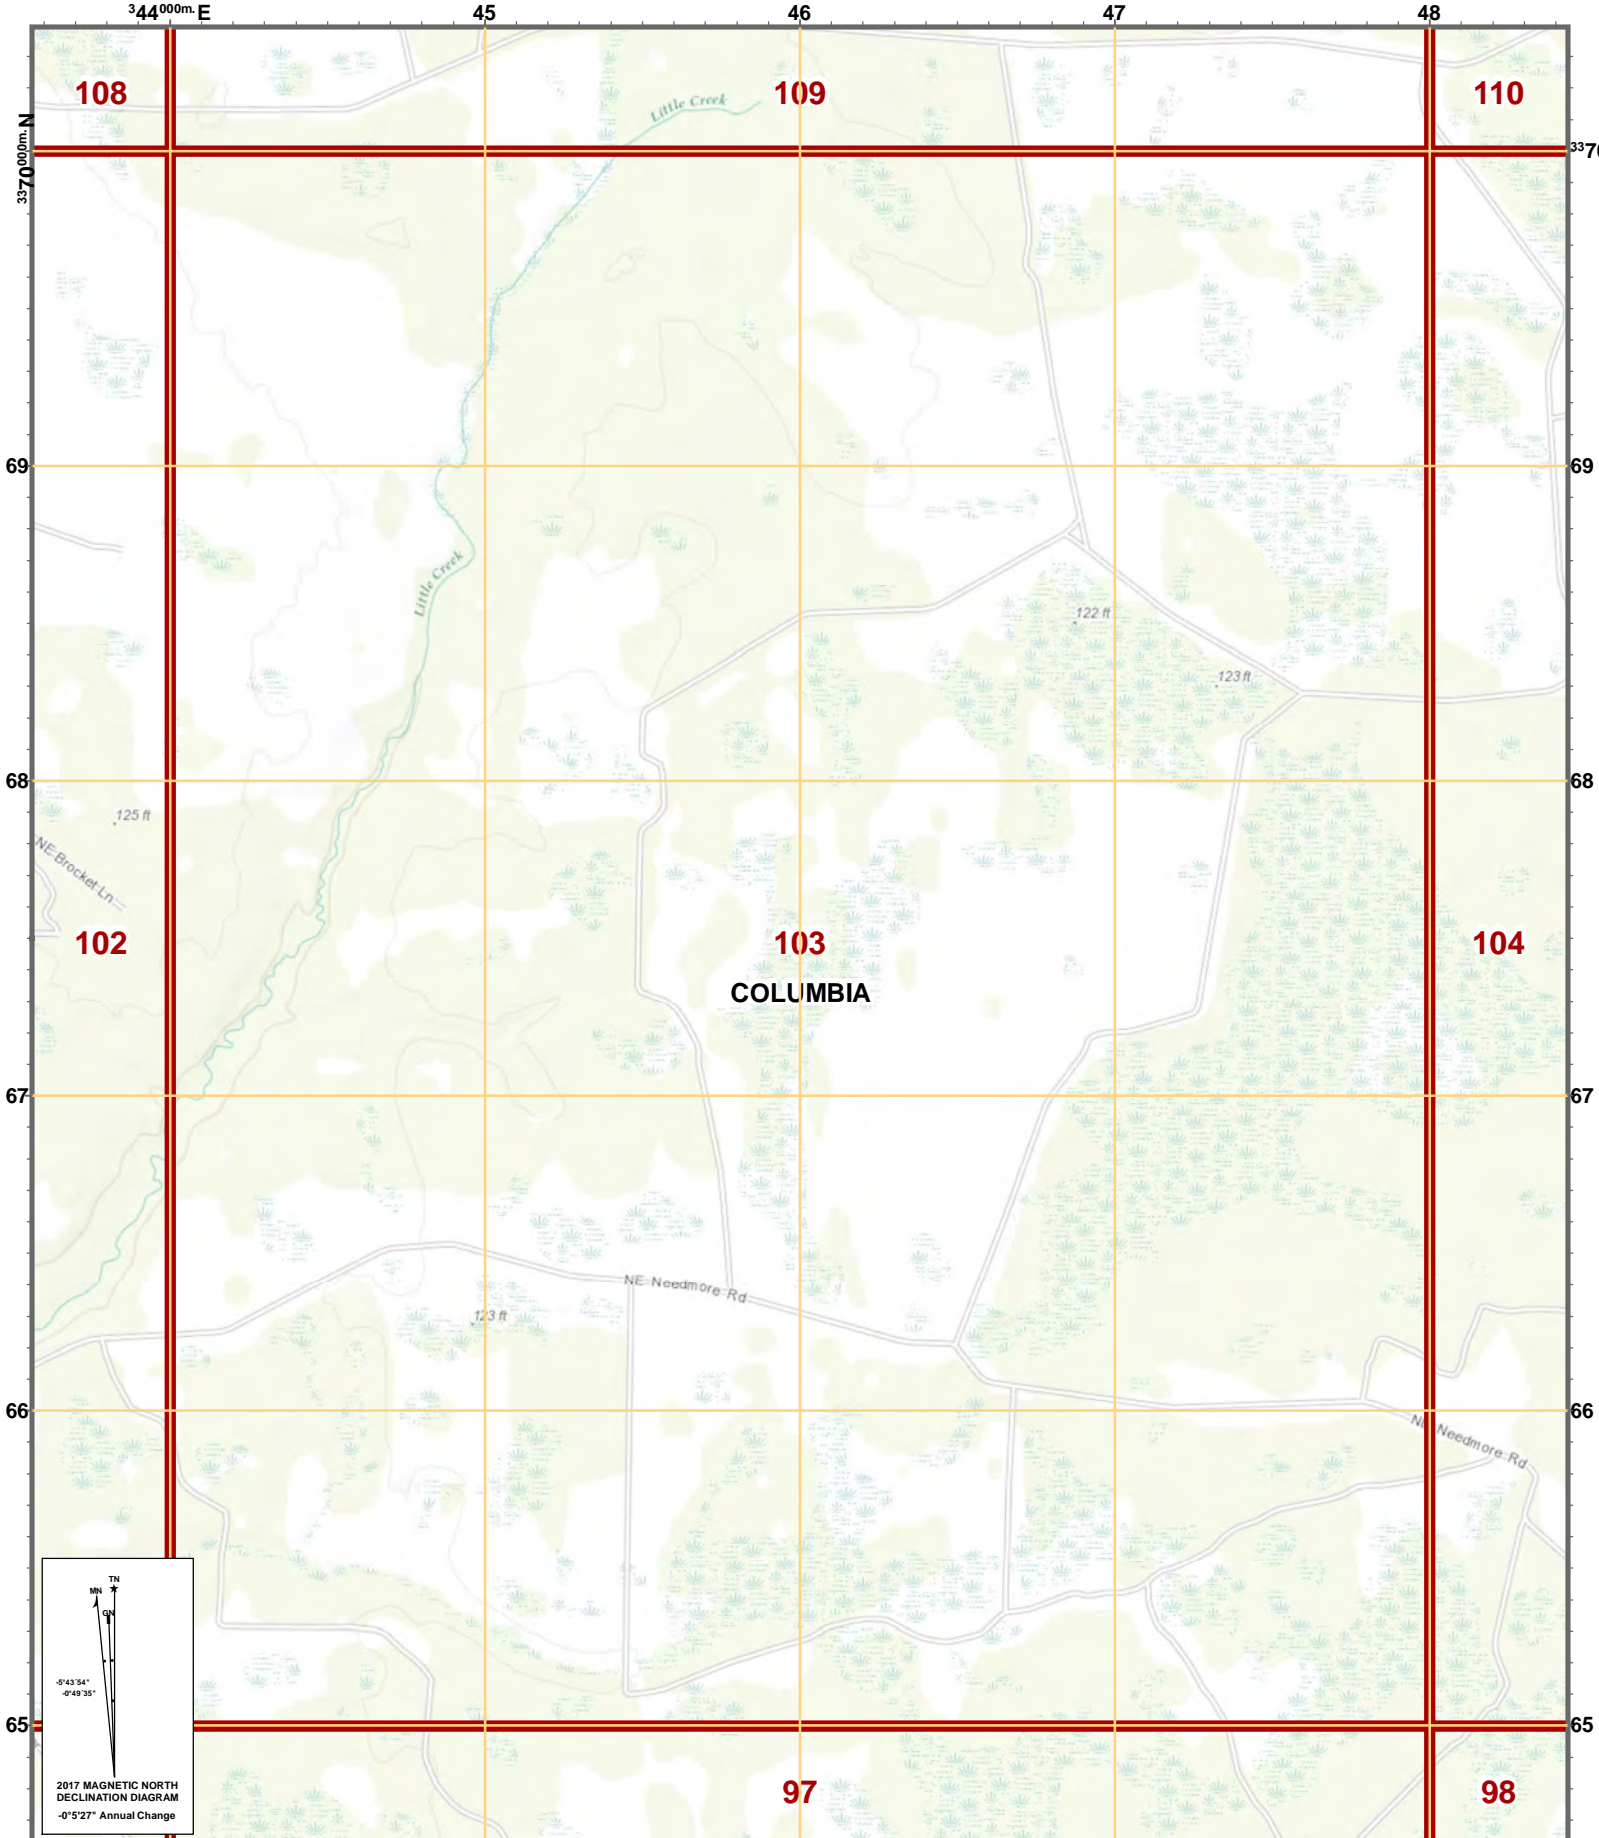 ³44⁰⁰⁰ᵐ· E
45
46
47
48
108
109
110
Little Creek
³³70⁰⁰⁰ᵐ· N
³³70
69
69
Little Creek
122 ft
123 ft
68
68
125 ft
NE Brocket Ln
102
103
104
COLUMBIA
67
67
NE Needmore Rd
123 ft
66
66
NE Needmore Rd
TN
MN
GN
-5°43'54"
-0°49'35"
65
65
2017 MAGNETIC NORTH
DECLINATION DIAGRAM
-0°5'27" Annual Change
97
98